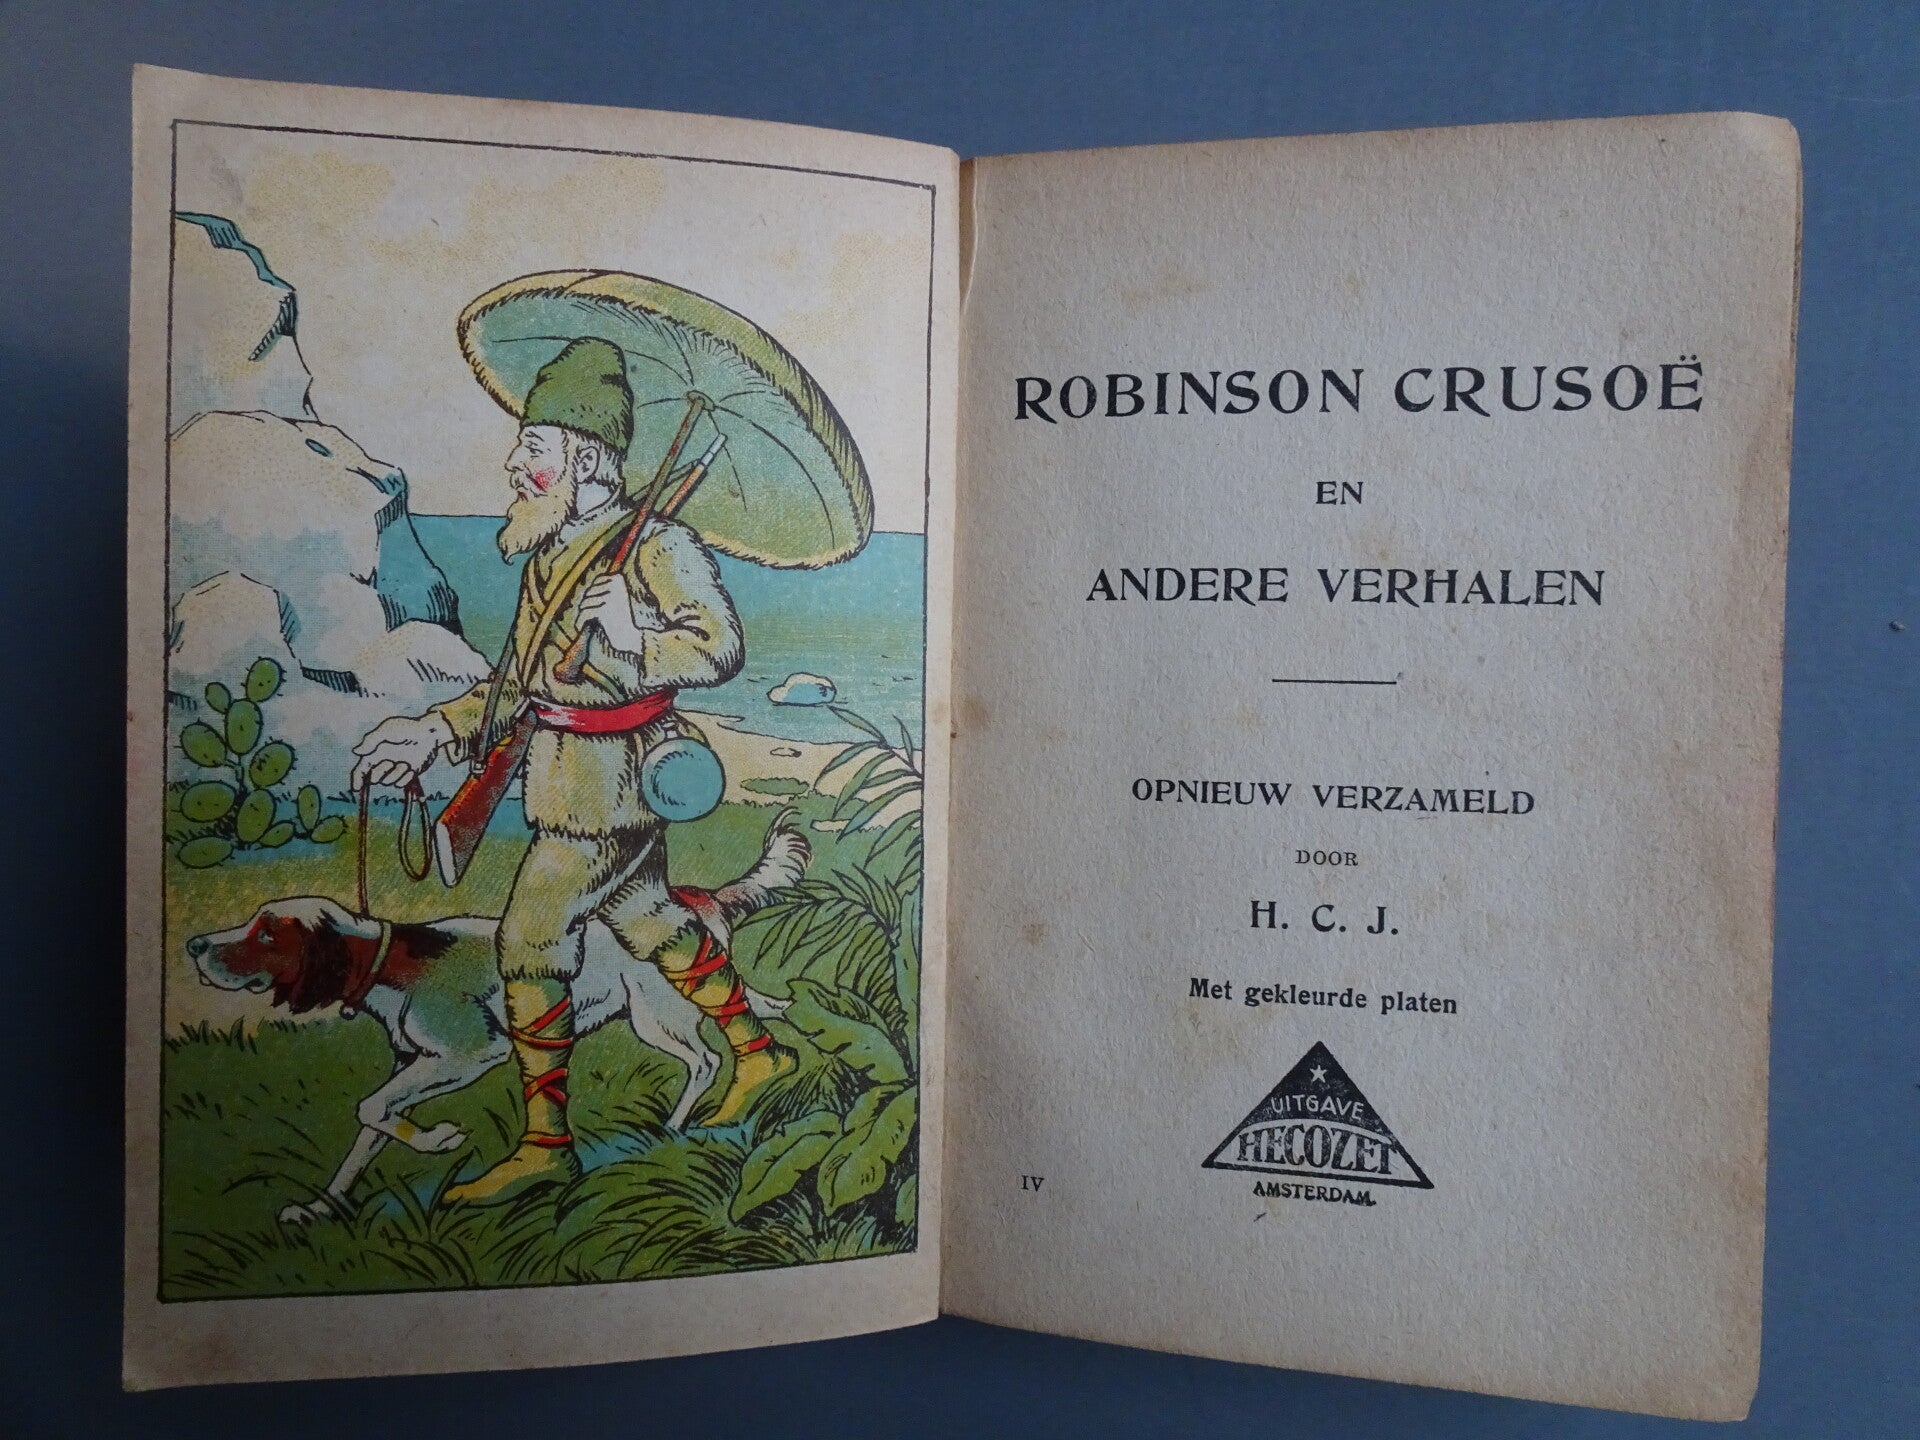 ROBINSON CRUSOË
EN
ANDERE VERHALEN
OPNIEUW VERZAMELD
DOOR
H. C. J.
Met gekleurde platen
UITGAVE
HECOZET
AMSTERDAM.
IV